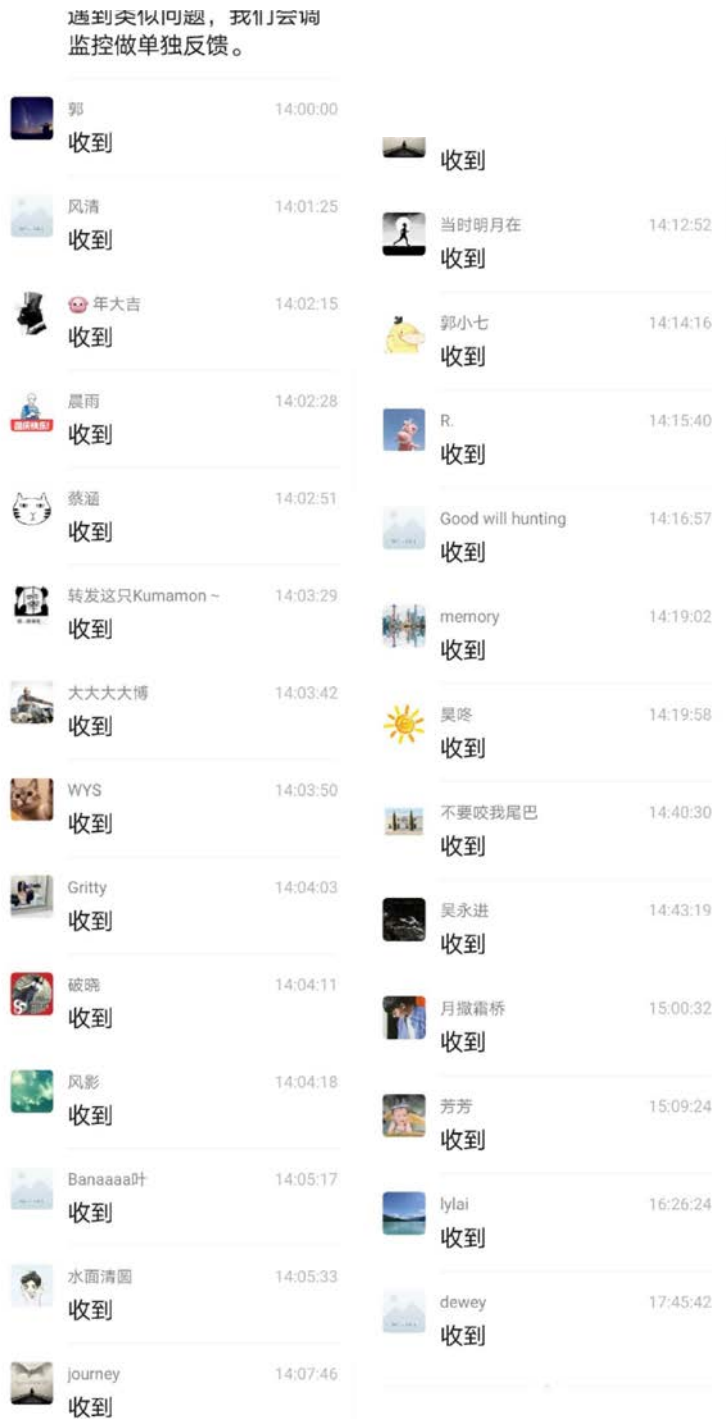 遇到类似问题，我们会调
监控做单独反馈。
郭 14:00:00
收到
风清 14:01:25
收到
年大吉 14:02:15
收到
晨雨 14:02:28
收到
国庆快乐!
蔡涵 14:02:51
收到
转发这只Kumamon ~ 14:03:29
收到
大大大大博 14:03:42
收到
WYS 14:03:50
收到
Gritty 14:04:03
收到
破晓 14:04:11
收到
风影 14:04:18
收到
Banaaaa叶 14:05:17
收到
水面清圆 14:05:33
收到
journey 14:07:46
收到
收到
当时明月在 14:12:52
收到
郭小七 14:14:16
收到
R. 14:15:40
收到
Good will hunting 14:16:57
收到
memory 14:19:02
收到
昊咚 14:19:58
收到
不要咬我尾巴 14:40:30
收到
吴永进 14:43:19
收到
月撤霜桥 15:00:32
收到
芳芳 15:09:24
收到
lylai 16:26:24
收到
dewey 17:45:42
收到